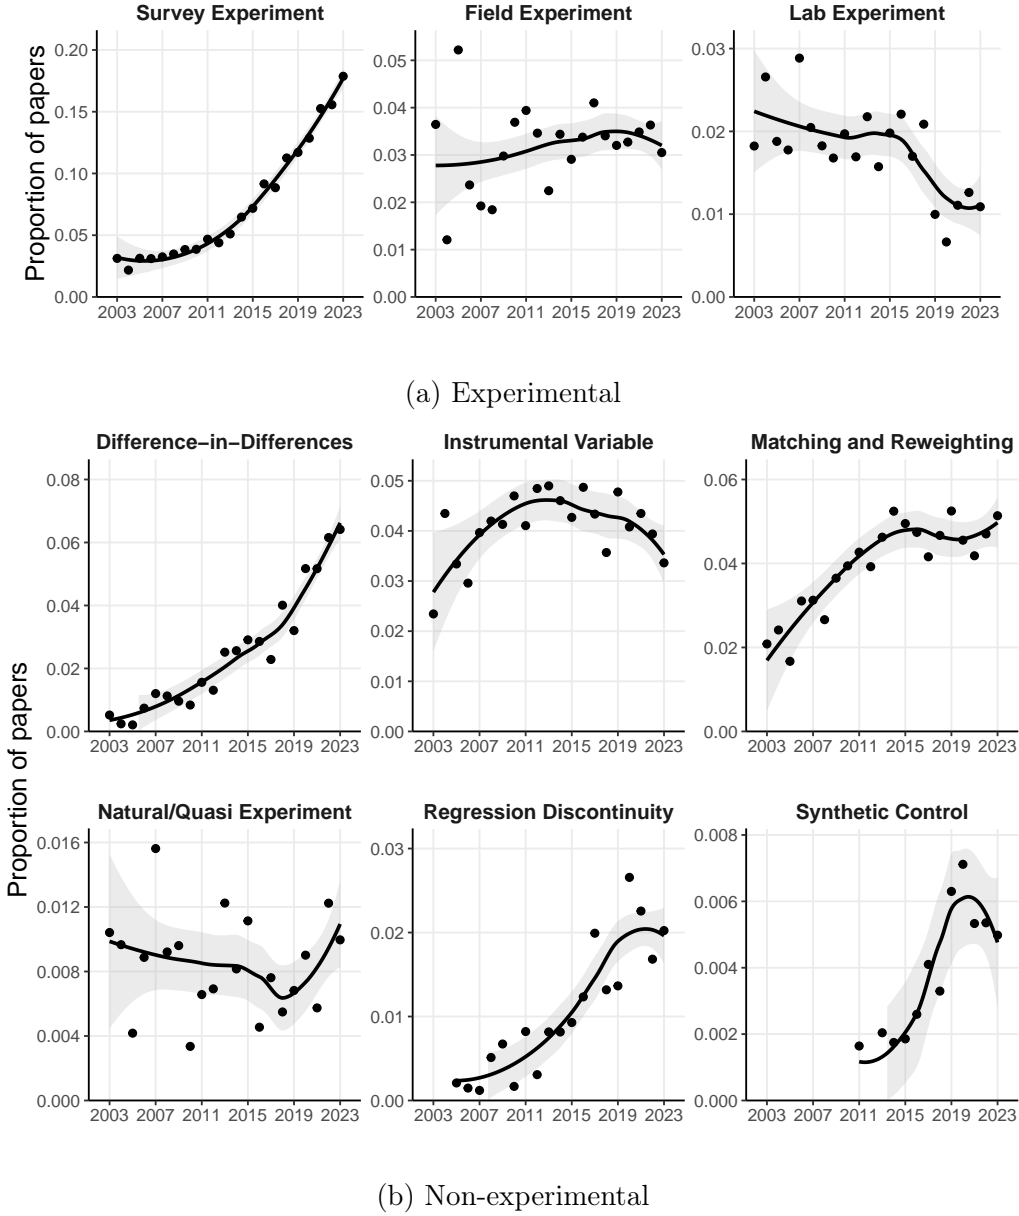 Survey Experiment Field Experiment Lab Experiment
Proportion of papers
0.20
0.15
0.10
0.05
0.00
2003 2007 2011 2015 2019 2023
0.05
0.04
0.03
0.02
0.01
0.00
2003 2007 2011 2015 2019 2023
0.03
0.02
0.01
0.00
2003 2007 2011 2015 2019 2023
(a) Experimental
Difference−in−Differences Instrumental Variable Matching and Reweighting
Proportion of papers
0.08
0.06
0.04
0.02
0.00
2003 2007 2011 2015 2019 2023
0.05
0.04
0.03
0.02
0.01
0.00
2003 2007 2011 2015 2019 2023
0.06
0.04
0.02
0.00
2003 2007 2011 2015 2019 2023
Natural/Quasi Experiment Regression Discontinuity Synthetic Control
0.016
0.012
0.008
0.004
0.000
2003 2007 2011 2015 2019 2023
0.03
0.02
0.01
0.00
2003 2007 2011 2015 2019 2023
0.008
0.006
0.004
0.002
0.000
2003 2007 2011 2015 2019 2023
(b) Non-experimental